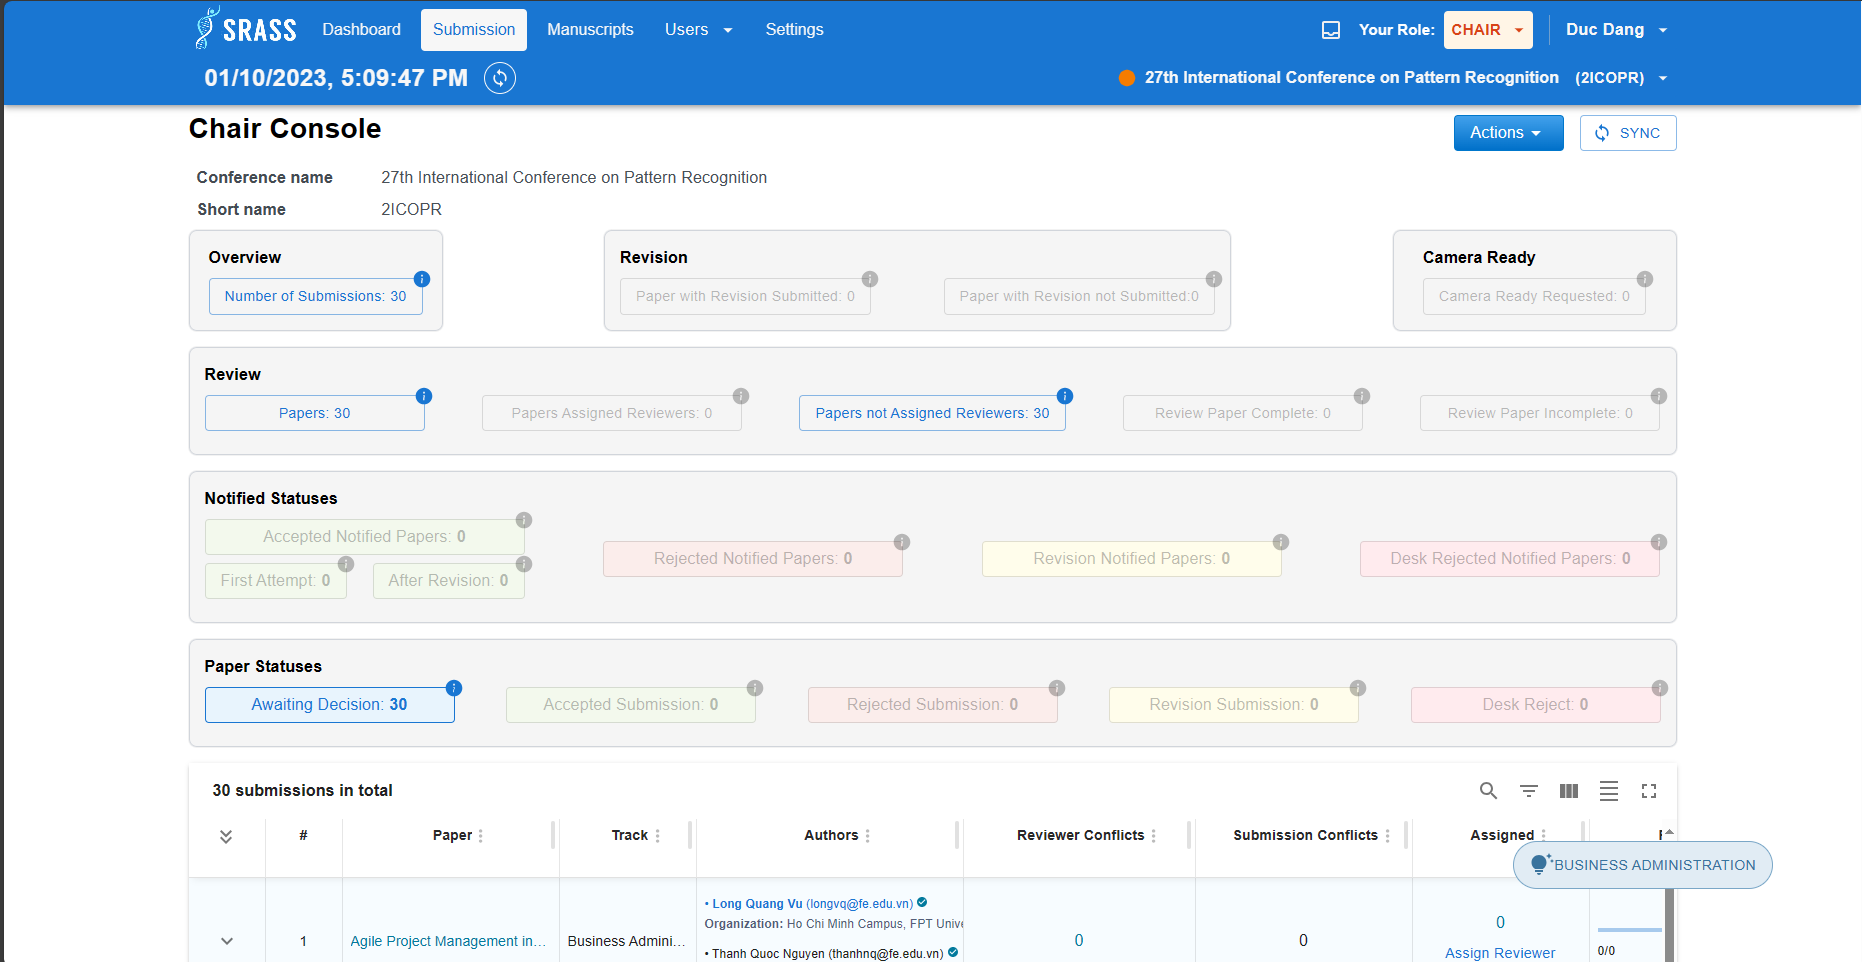 SRASS Dashboard Submission Manuscripts Users Settings Your Role: CHAIR Duc Dang
01/10/2023, 5:09:47 PM 27th International Conference on Pattern Recognition (2ICOPR)
Chair Console Actions SYNC
Conference name 27th International Conference on Pattern Recognition
Short name 2ICOPR
Overview Revision Camera Ready
Number of Submissions: 30 Paper with Revision Submitted: 0 Paper with Revision not Submitted:0 Camera Ready Requested: 0
Review
Papers: 30 Papers Assigned Reviewers: 0 Papers not Assigned Reviewers: 30 Review Paper Complete: 0 Review Paper Incomplete: 0
Notified Statuses
Accepted Notified Papers: 0
Rejected Notified Papers: 0 Revision Notified Papers: 0 Desk Rejected Notified Papers: 0
First Attempt: 0 After Revision: 0
Paper Statuses
Awaiting Decision: 30 Accepted Submission: 0 Rejected Submission: 0 Revision Submission: 0 Desk Reject: 0
30 submissions in total
# Paper Track Authors Reviewer Conflicts Submission Conflicts Assigned
BUSINESS ADMINISTRATION
• Long Quang Vu (longvq@fe.edu.vn)
Organization: Ho Chi Minh Campus, FPT Unive
0
1 Agile Project Management in... Business Admini... 0 0
• Thanh Quoc Nguyen (thanhnq@fe.edu.vn) Assign Reviewer 0/0